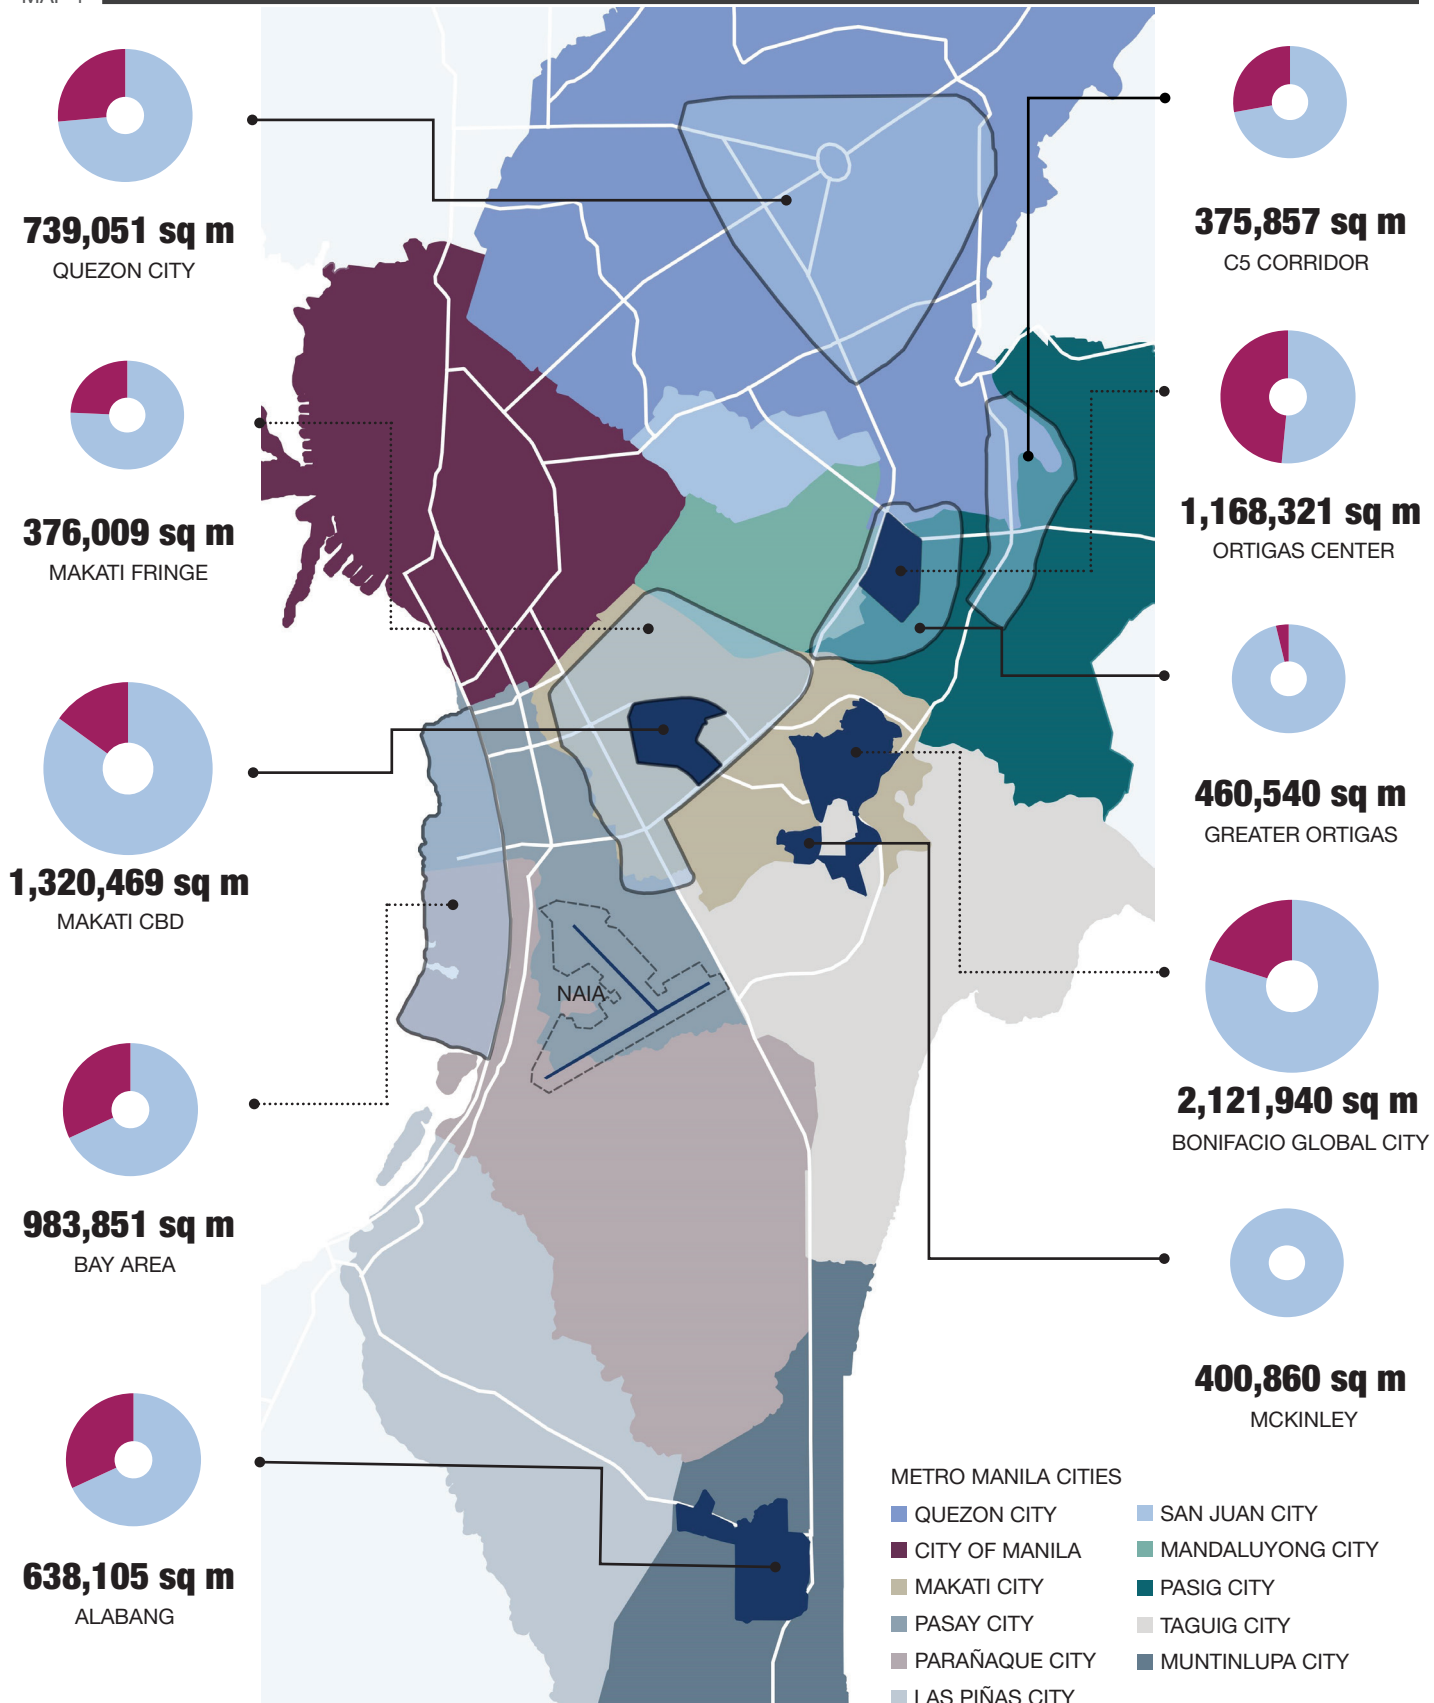 739,051 sq m
QUEZON CITY
376,009 sq m
MAKATI FRINGE
1,320,469 sq m
MAKATI CBD
983,851 sq m
BAY AREA
638,105 sq m
ALABANG
NAIA
375,857 sq m
C5 CORRIDOR
1,168,321 sq m
ORTIGAS CENTER
460,540 sq m
GREATER ORTIGAS
2,121,940 sq m
BONIFACIO GLOBAL CITY
400,860 sq m
MCKINLEY
METRO MANILA CITIES
QUEZON CITY
CITY OF MANILA
MAKATI CITY
PASAY CITY
PARAÑAQUE CITY
LAS PIÑAS CITY
SAN JUAN CITY
MANDALUYONG CITY
PASIG CITY
TAGUIG CITY
MUNTINLUPA CITY